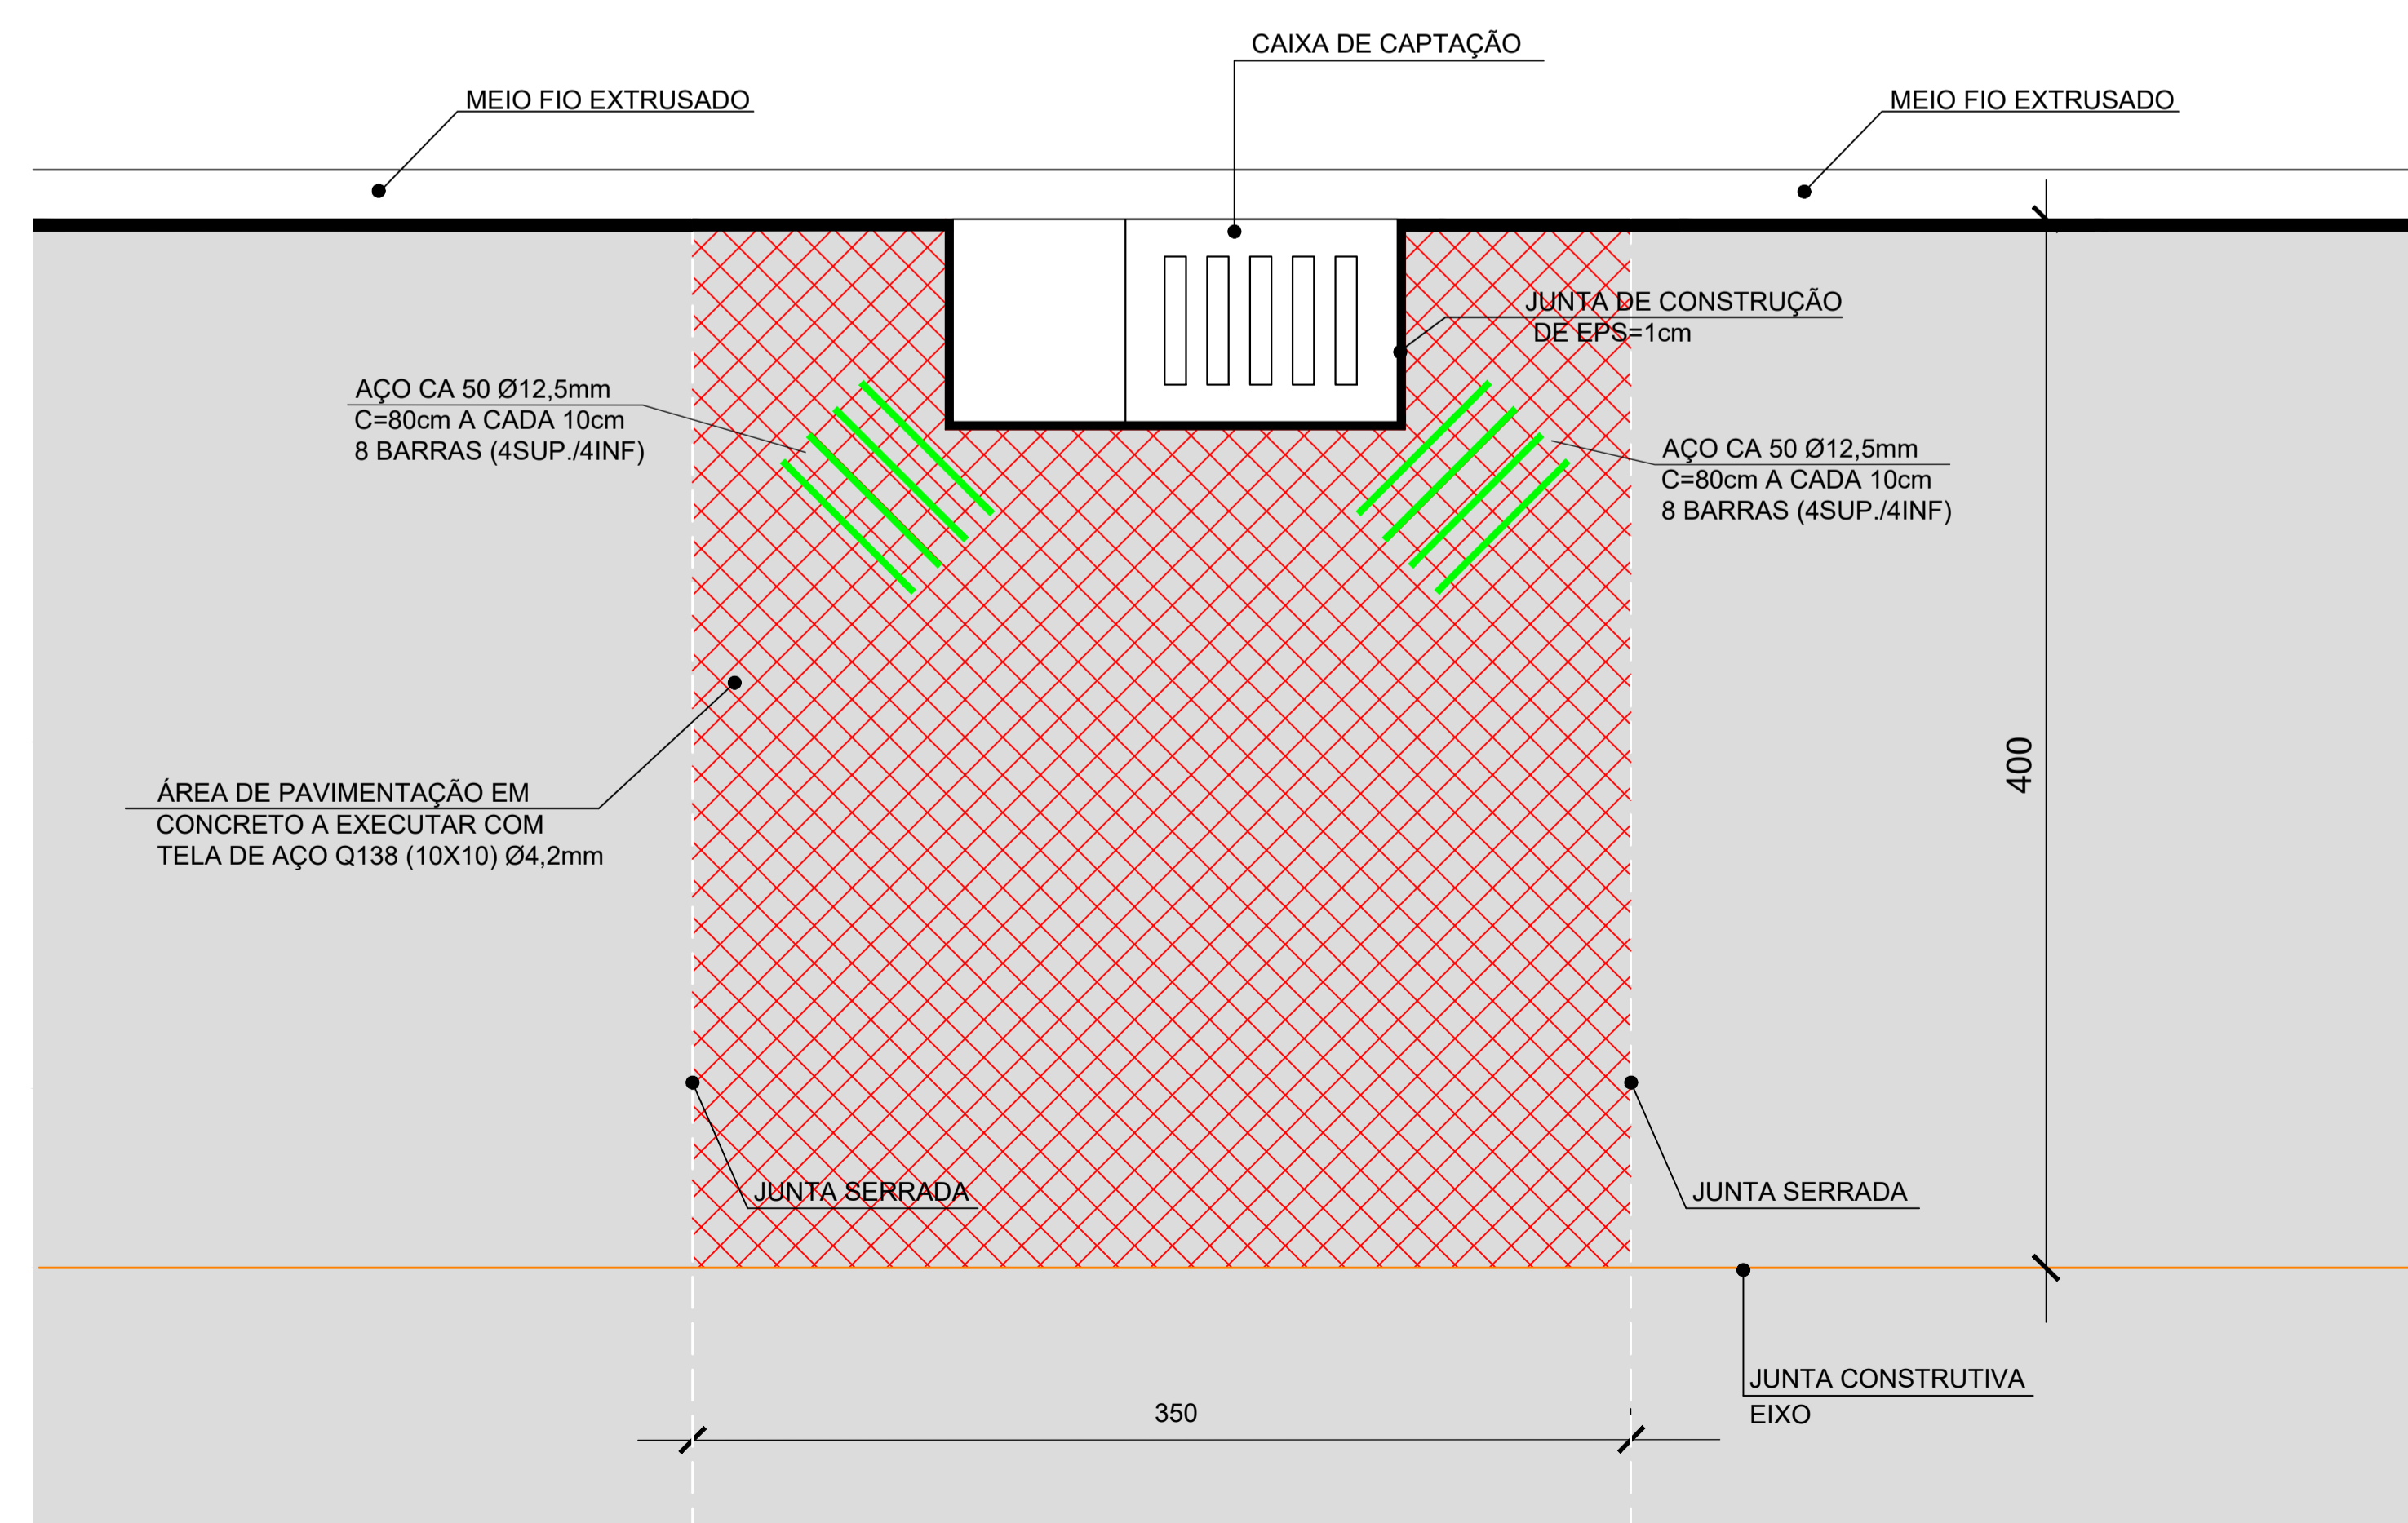 CAIXA DE CAPTAÇÃO
MEIO FIO EXTRUSADO
MEIO FIO EXTRUSADO
JUNTA DE CONSTRUÇÃO
DE EPS=1cm
AÇO CA 50 Ø12,5mm
C=80cm A CADA 10cm
8 BARRAS (4SUP./4INF)
AÇO CA 50 Ø12,5mm
C=80cm A CADA 10cm
8 BARRAS (4SUP./4INF)
400
ÁREA DE PAVIMENTAÇÃO EM
CONCRETO A EXECUTAR COM
TELA DE AÇO Q138 (10X10) Ø4,2mm
JUNTA SERRADA
JUNTA SERRADA
JUNTA CONSTRUTIVA
EIXO
350